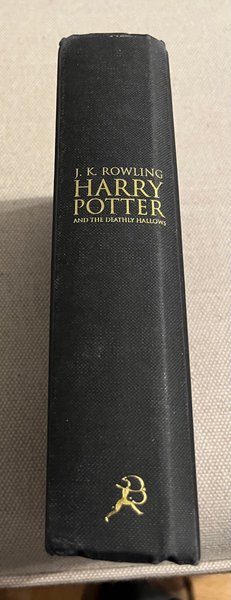 J. K. ROWLING
HARRY
POTTER
AND THE DEATHLY HALLOWS